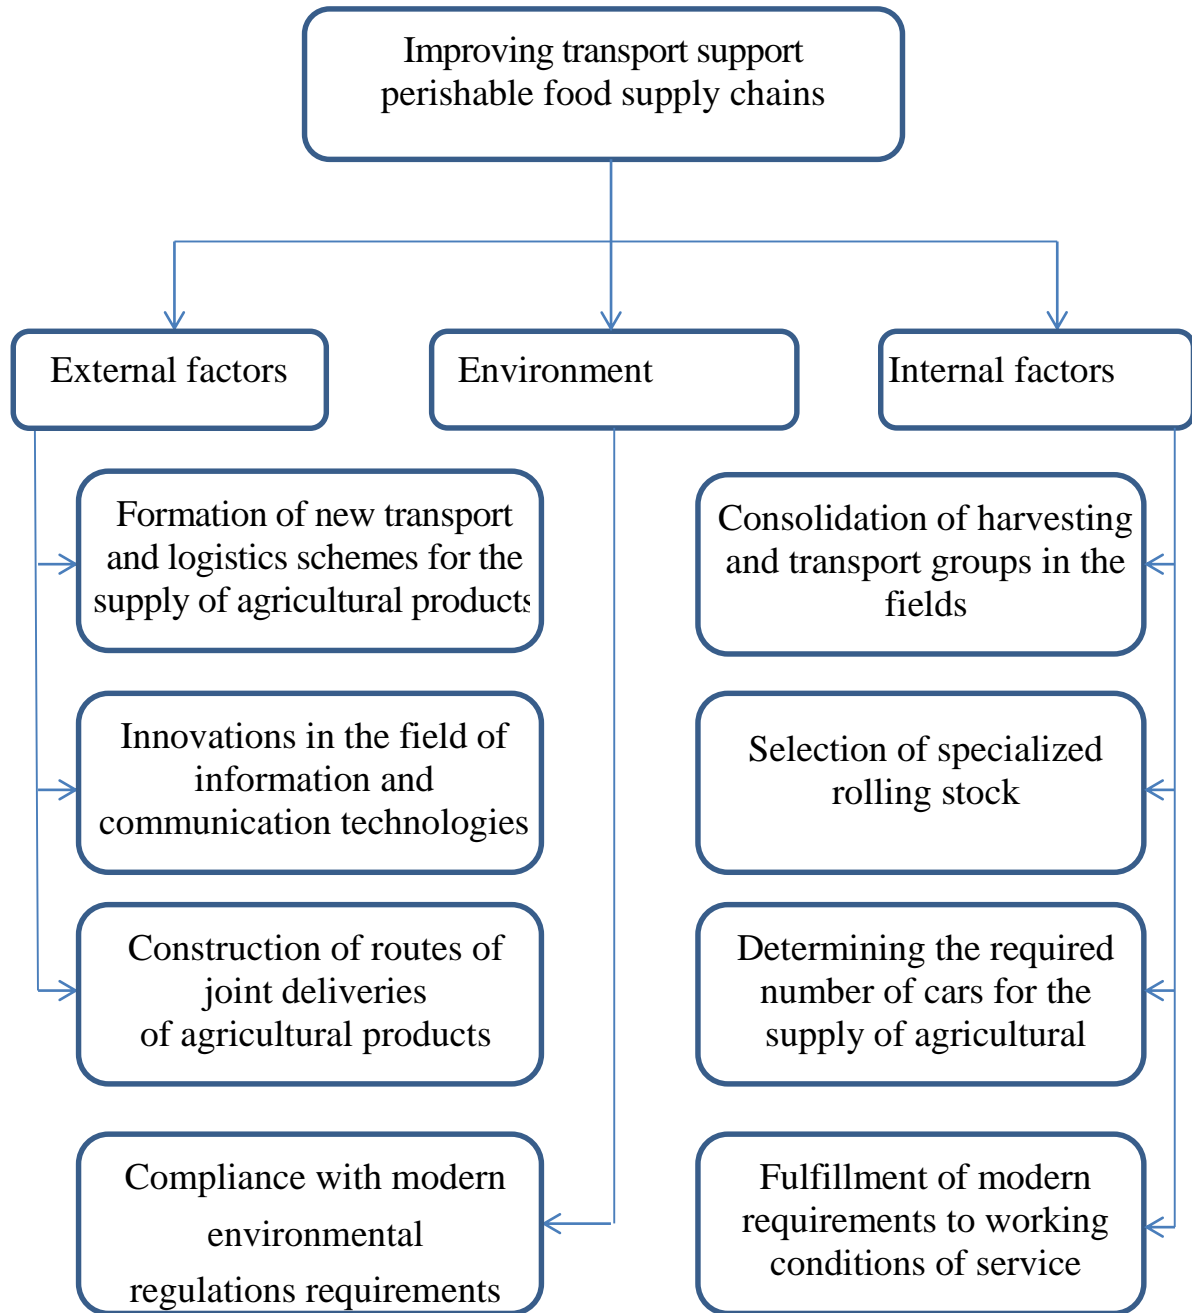 Improving transport support
perishable food supply chains
External factors
Environment
Internal factors
Formation of new transport
and logistics schemes for the
supply of agricultural products
Innovations in the field of
information and
communication technologies
Construction of routes of
joint deliveries
of agricultural products
Compliance with modern
environmental
regulations requirements
Consolidation of harvesting
and transport groups in the
fields
Selection of specialized
rolling stock
Determining the required
number of cars for the
supply of agricultural
Fulfillment of modern
requirements to working
conditions of service